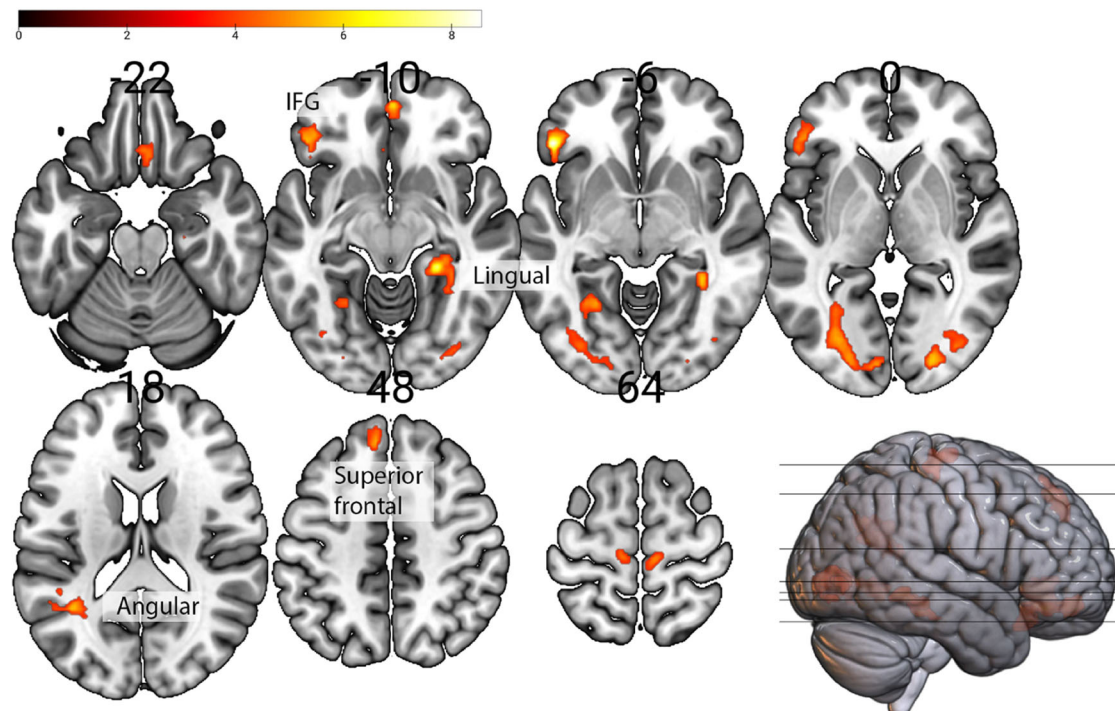 0 2 4 6 8
-22 -10 -6 0
IFG
Lingual
18 48 64
Superior
frontal
Angular